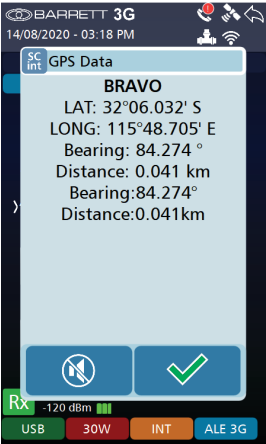 BARRETT 3G
14/08/2020 - 03:18 PM
SC int GPS Data
BRAVO
LAT: 32°06.032' S
LONG: 115°48.705' E
Bearing: 84.274 °
Distance: 0.041 km
Bearing:84.274°
Distance:0.041km
Rx -120 dBm
USB 30W INT ALE 3G